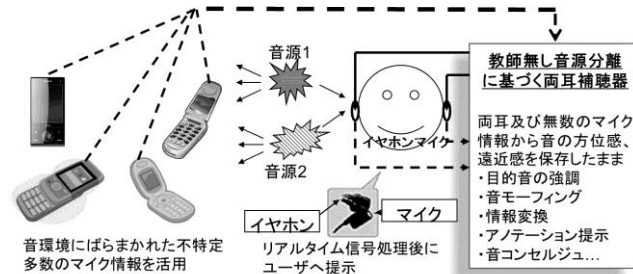 音源1
音源2
イヤホンマイク
イヤホン
マイク
音環境にばらまかれた不特定
多数のマイク情報を活用
リアルタイム信号処理後に
ユーザへ提示
教師無し音源分離
に基づく両耳補聴器
両耳及び無数のマイク
情報から音の方位感、
遠近感を保存したまま
・目的音の強調
・音モーフィング
・情報変換
・アノテーション提示
・音コンセルジュ…